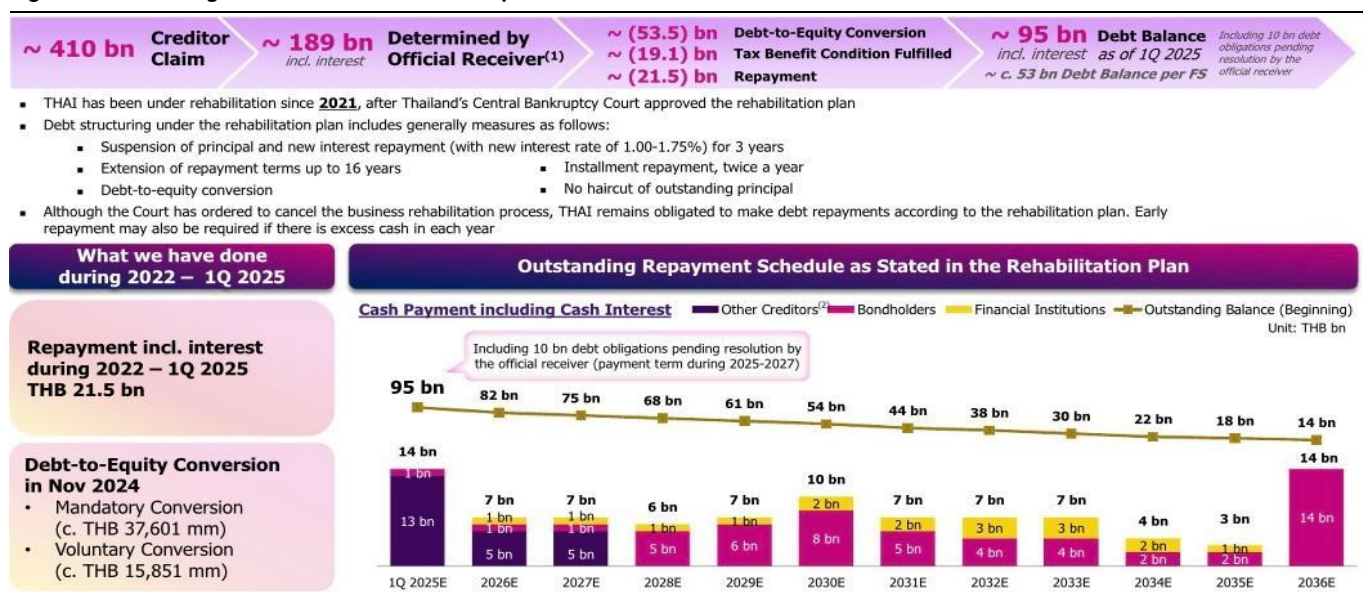 ~ 410 bn Creditor Claim
~ 189 bn incl. interest Determined by Official Receiver(1)
~ (53.5) bn Debt-to-Equity Conversion
~ (19.1) bn Tax Benefit Condition Fulfilled
~ (21.5) bn Repayment
~ 95 bn Debt Balance
incl. interest as of 1Q 2025
~ c. 53 bn Debt Balance per FS
Including 10 bn debt
obligations pending
resolution by the
official receiver
▪ THAI has been under rehabilitation since 2021, after Thailand's Central Bankruptcy Court approved the rehabilitation plan
▪ Debt structuring under the rehabilitation plan includes generally measures as follows:
▪ Suspension of principal and new interest repayment (with new interest rate of 1.00-1.75%) for 3 years
▪ Extension of repayment terms up to 16 years
▪ Installment repayment, twice a year
▪ Debt-to-equity conversion
▪ No haircut of outstanding principal
▪ Although the Court has ordered to cancel the business rehabilitation process, THAI remains obligated to make debt repayments according to the rehabilitation plan. Early
repayment may also be required if there is excess cash in each year
What we have done
during 2022 – 1Q 2025
Repayment incl. interest
during 2022 – 1Q 2025
THB 21.5 bn
Debt-to-Equity Conversion
in Nov 2024
• Mandatory Conversion
(c. THB 37,601 mm)
• Voluntary Conversion
(c. THB 15,851 mm)
Outstanding Repayment Schedule as Stated in the Rehabilitation Plan
Cash Payment including Cash Interest
Other Creditors(2) Bondholders Financial Institutions Outstanding Balance (Beginning)
Unit: THB bn
Including 10 bn debt obligations pending resolution by
the official receiver (payment term during 2025-2027)
95 bn 82 bn 75 bn 68 bn 61 bn 54 bn 44 bn 38 bn 30 bn 22 bn 18 bn 14 bn
14 bn 7 bn 7 bn 6 bn 7 bn 10 bn 7 bn 7 bn 7 bn 4 bn 3 bn 14 bn
1 bn 1 bn 1 bn 1 bn 1 bn 2 bn 2 bn 3 bn 3 bn 2 bn 1 bn
1 bn 1 bn
13 bn 5 bn 5 bn 5 bn 6 bn 8 bn 5 bn 4 bn 4 bn 2 bn 2 bn 14 bn
1Q 2025E 2026E 2027E 2028E 2029E 2030E 2031E 2032E 2033E 2034E 2035E 2036E